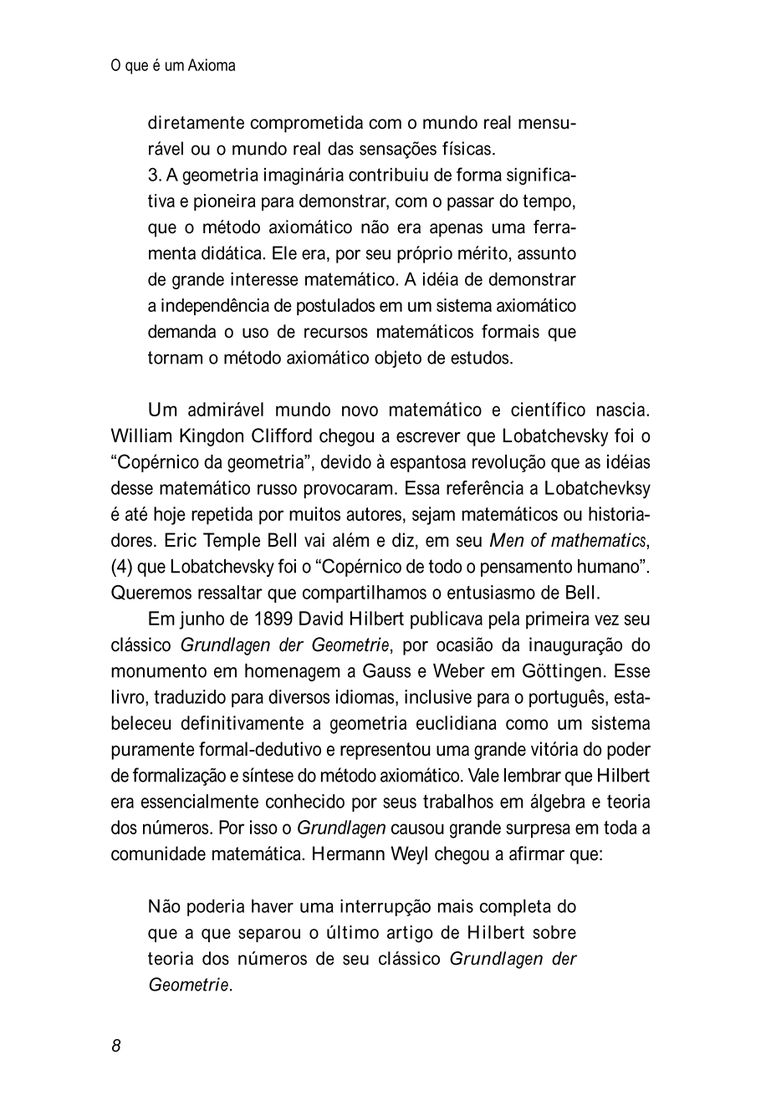 O que é um Axioma
diretamente comprometida com o mundo real mensu-
rável ou o mundo real das sensações físicas.
3. A geometria imaginária contribuiu de forma significa-
tiva e pioneira para demonstrar, com o passar do tempo,
que o método axiomático não era apenas uma ferra-
menta didática. Ele era, por seu próprio mérito, assunto
de grande interesse matemático. A idéia de demonstrar
a independência de postulados em um sistema axiomático
demanda o uso de recursos matemáticos formais que
tornam o método axiomático objeto de estudos.
Um admirável mundo novo matemático e científico nascia.
William Kingdon Clifford chegou a escrever que Lobatchevsky foi o
“Copérnico da geometria”, devido à espantosa revolução que as idéias
desse matemático russo provocaram. Essa referência a Lobatchevksy
é até hoje repetida por muitos autores, sejam matemáticos ou historia-
dores. Eric Temple Bell vai além e diz, em seu Men of mathematics,
(4) que Lobatchevsky foi o “Copérnico de todo o pensamento humano”.
Queremos ressaltar que compartilhamos o entusiasmo de Bell.
Em junho de 1899 David Hilbert publicava pela primeira vez seu
clássico Grundlagen der Geometrie, por ocasião da inauguração do
monumento em homenagem a Gauss e Weber em Göttingen. Esse
livro, traduzido para diversos idiomas, inclusive para o português, esta-
beleceu definitivamente a geometria euclidiana como um sistema
puramente formal-dedutivo e representou uma grande vitória do poder
de formalização e síntese do método axiomático. Vale lembrar que Hilbert
era essencialmente conhecido por seus trabalhos em álgebra e teoria
dos números. Por isso o Grundlagen causou grande surpresa em toda a
comunidade matemática. Hermann Weyl chegou a afirmar que:
Não poderia haver uma interrupção mais completa do
que a que separou o último artigo de Hilbert sobre
teoria dos números de seu clássico Grundlagen der
Geometrie.
8